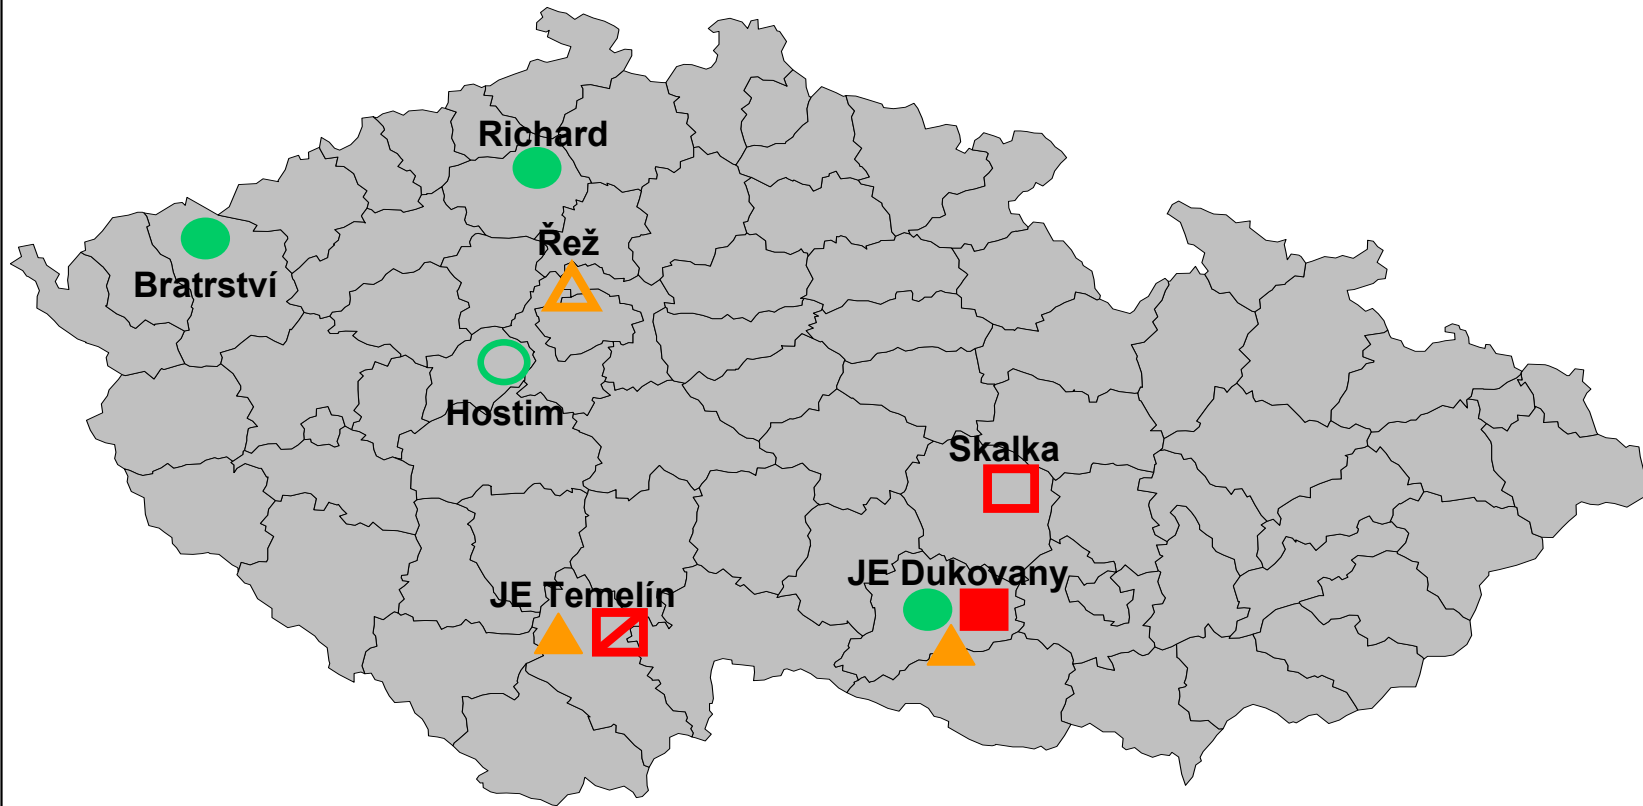 Richard
Řež
Bratrství
Hostim
Skalka
JE Dukovany
JE Temelín